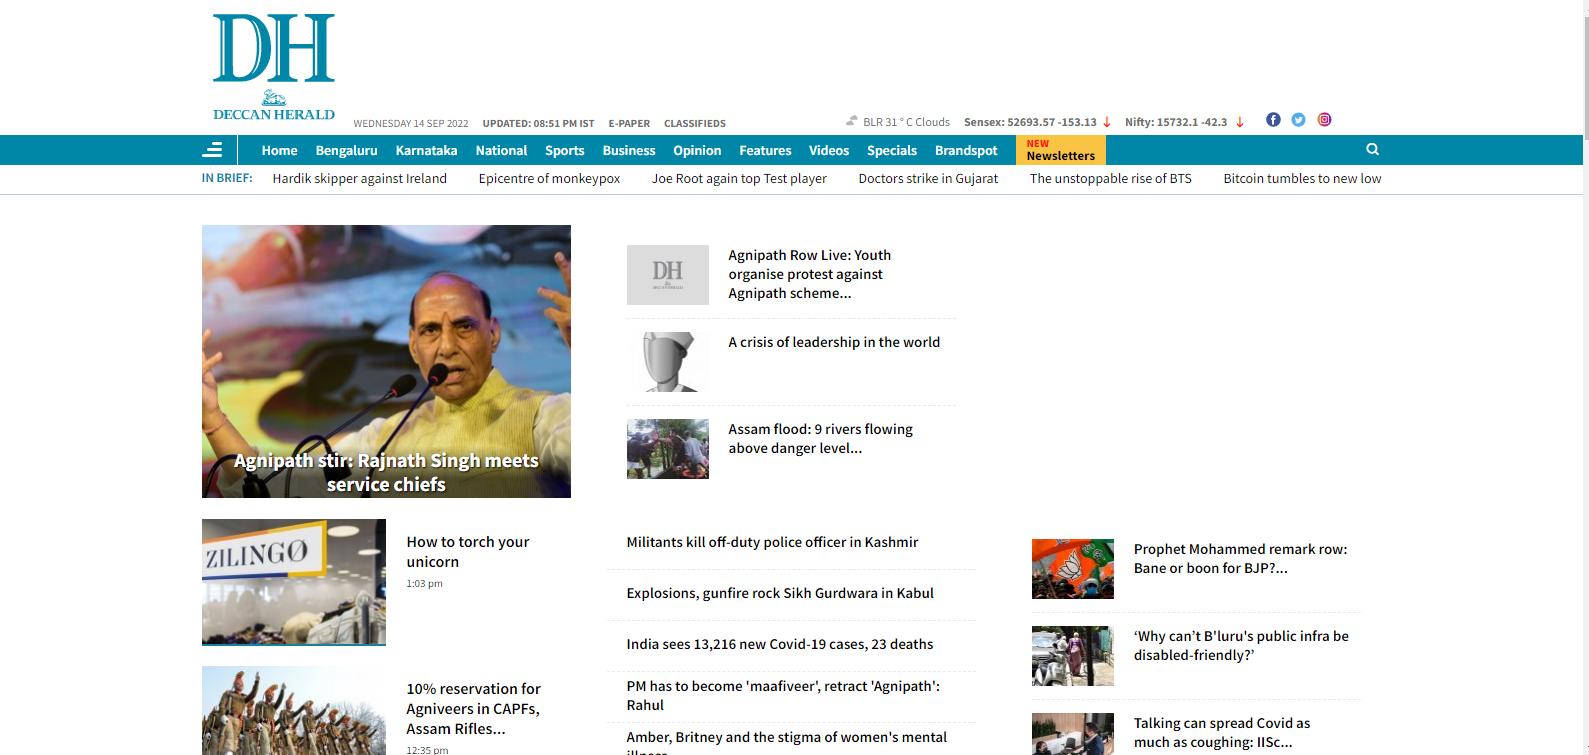 DH
DECCAN HERALD
WEDNESDAY 14 SEP 2022 UPDATED: 08:51 PM IST E-PAPER CLASSIFIEDS
BLR 31 ° C Clouds Sensex: 52693.57 -153.13 Nifty: 15732.1 -42.3
Home Bengaluru Karnataka National Sports Business Opinion Features Videos Specials Brandspot
NEW
Newsletters
IN BRIEF: Hardik skipper against Ireland Epicentre of monkeypox Joe Root again top Test player Doctors strike in Gujarat The unstoppable rise of BTS Bitcoin tumbles to new low
Agnipath stir: Rajnath Singh meets
service chiefs
DH
Agnipath Row Live: Youth
organise protest against
Agnipath scheme...
A crisis of leadership in the world
Assam flood: 9 rivers flowing
above danger level...
ZILINGO
How to torch your
unicorn
1:03 pm
10% reservation for
Agniveers in CAPFs,
Assam Rifles...
12:35 pm
Militants kill off-duty police officer in Kashmir
Explosions, gunfire rock Sikh Gurdwara in Kabul
India sees 13,216 new Covid-19 cases, 23 deaths
PM has to become 'maafiveer', retract 'Agnipath':
Rahul
Amber, Britney and the stigma of women's mental
illness
Prophet Mohammed remark row:
Bane or boon for BJP?...
‘Why can’t B'luru's public infra be
disabled-friendly?’
Talking can spread Covid as
much as coughing: IISc...